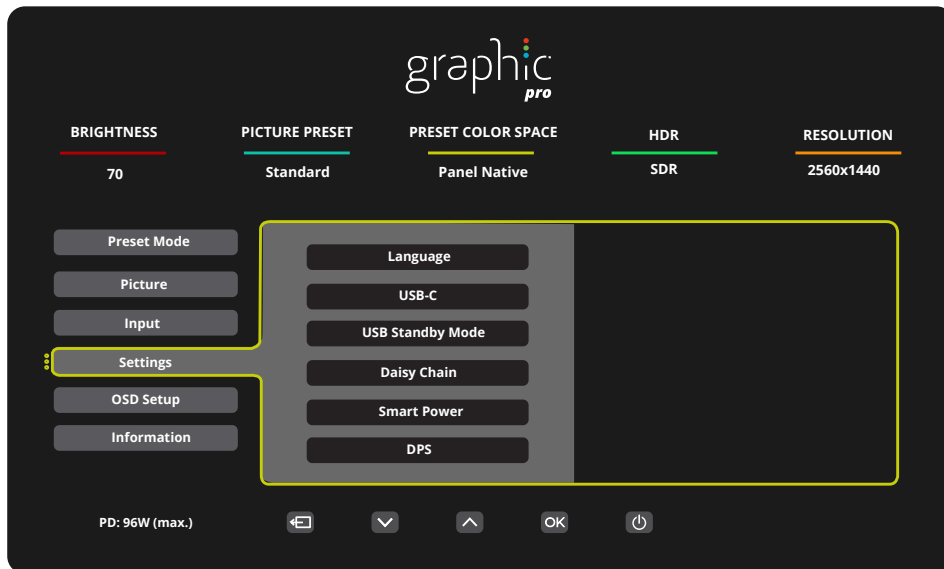 graphic
pro
BRIGHTNESS PICTURE PRESET PRESET COLOR SPACE HDR RESOLUTION
70 Standard Panel Native SDR 2560x1440
Preset Mode
Picture
Input
Settings
OSD Setup
Information
Language
USB-C
USB Standby Mode
Daisy Chain
Smart Power
DPS
PD: 96W (max.) OK